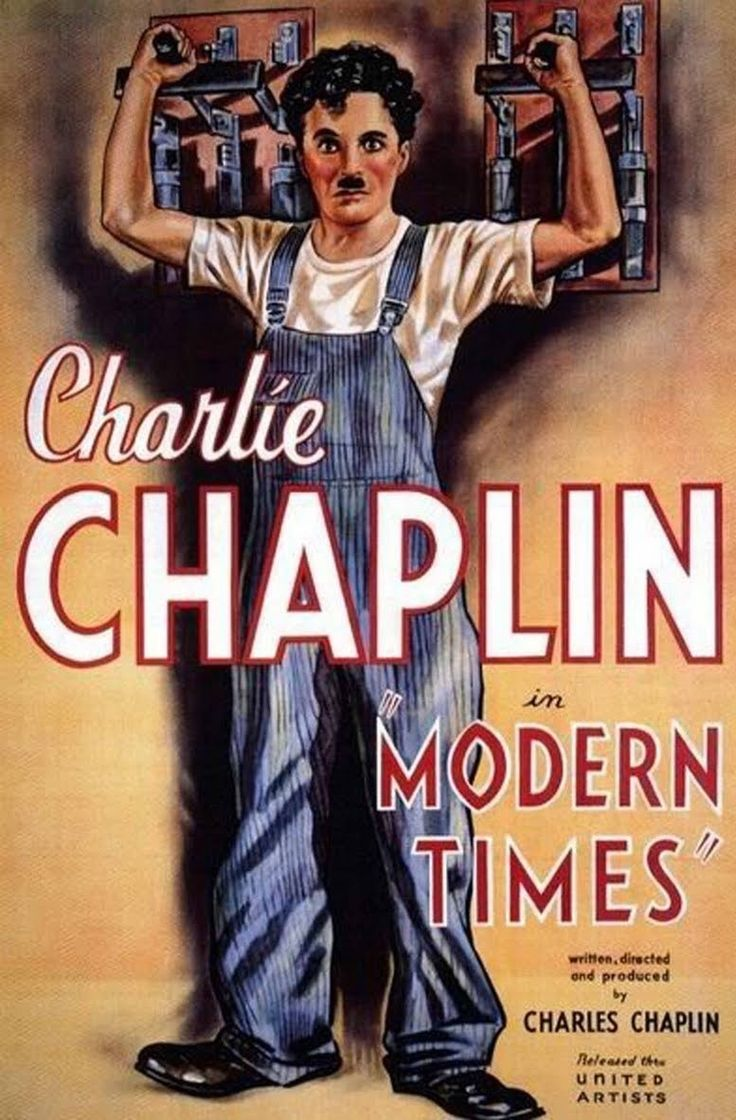 Charlie
CHAPLIN
in
"MODERN
TIMES"
written, directed
and produced
by
CHARLES CHAPLIN
Released thru
UNITED
ARTISTS